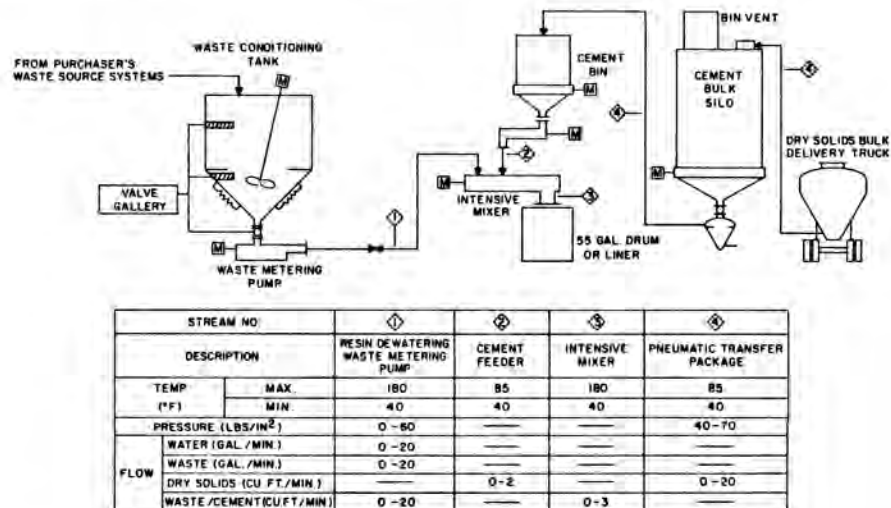 FROM PURCHASER'S
WASTE SOURCE SYSTEMS
WASTE CONDITIONING
TANK
M
VALVE
GALLERY
M
WASTE METERING
PUMP
1
CEMENT
BIN
M
M
2
M
INTENSIVE
MIXER
3
55 GAL. DRUM
OR LINER
4
BIN VENT
CEMENT
BULK
SILO
M
4
DRY SOLIDS BULK
DELIVERY TRUCK
STREAM NO 1 2 3 4
DESCRIPTION RESIN DEWATERING WASTE METERING PUMP CEMENT FEEDER INTENSIVE MIXER PNEUMATIC TRANSFER PACKAGE
TEMP (°F) MAX. 180 85 180 85
MIN. 40 40 40 40
PRESSURE (LBS/IN²) 0-60 — — 40-70
FLOW WATER (GAL./MIN.) 0-20 — — —
WASTE (GAL./MIN.) 0-20 — — —
DRY SOLIDS (CU FT./MIN.) — 0-2 — 0-20
WASTE/CEMENT(CU.FT/MIN) 0-20 — 0-3 —